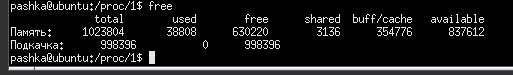 pashka@ubuntu:/proc/1$ free
total used free shared buff/cache available
Память: 1023804 38808 630220 3136 354776 837612
Подкачка: 998396 0 998396
pashka@ubuntu:/proc/1$